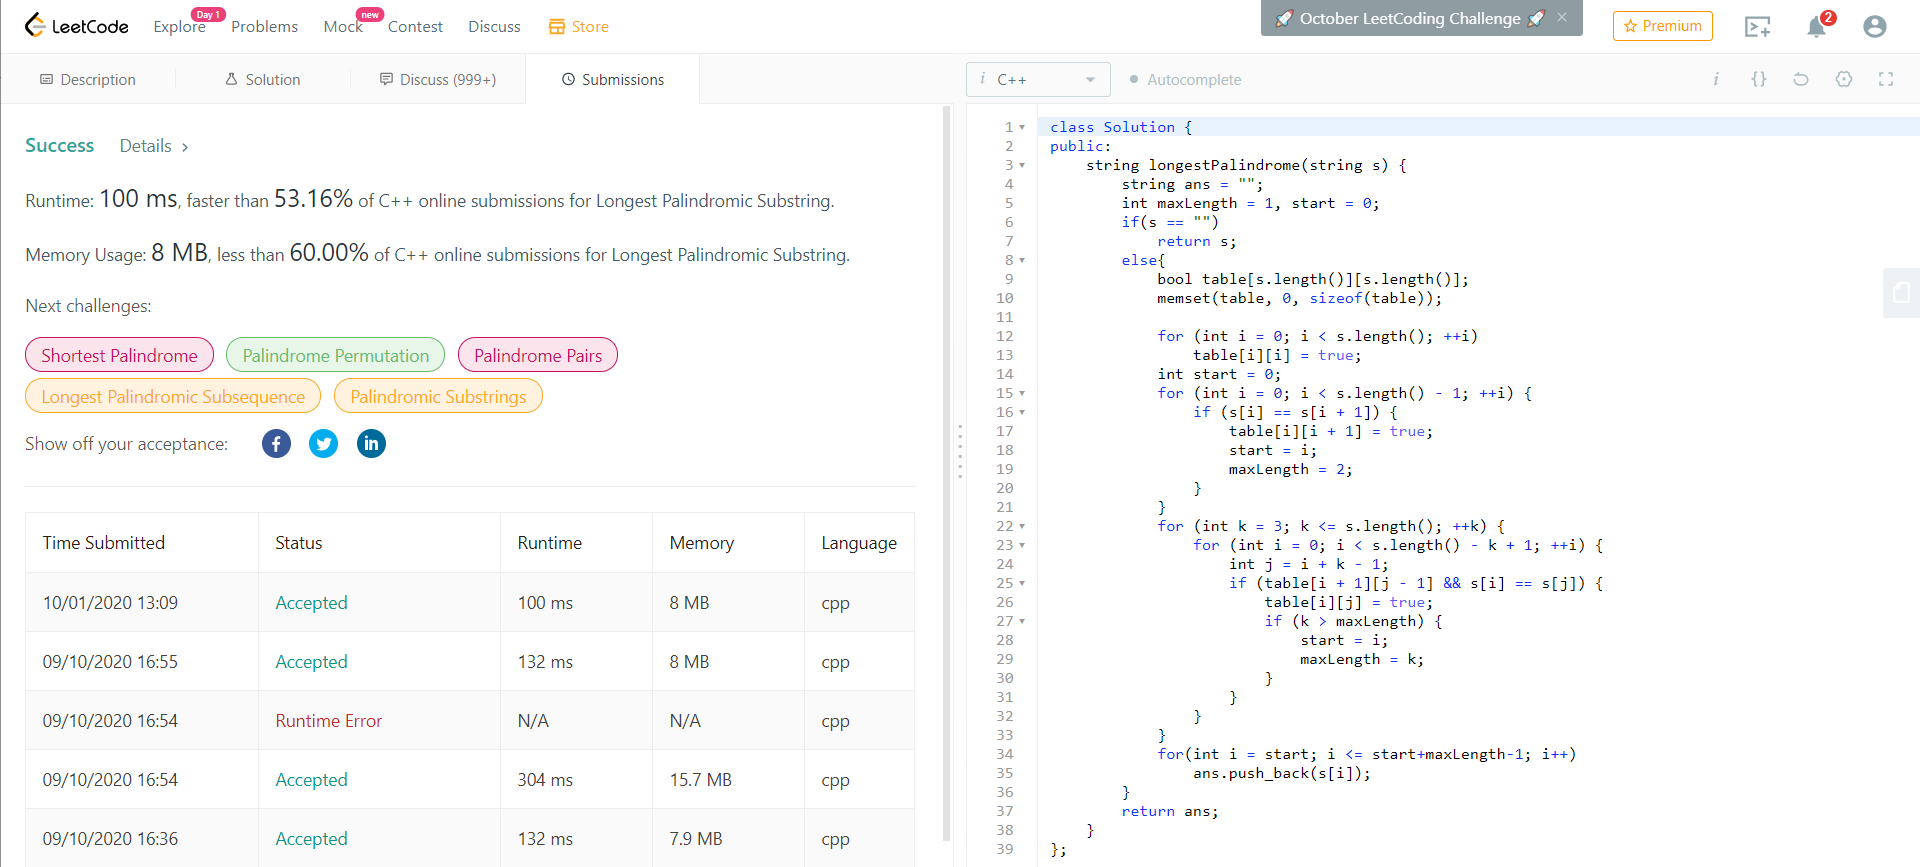 LeetCode
Explore Day 1 Problems Mock new Contest Discuss Store
🚀 October LeetCoding Challenge 🚀 ×
Premium
2
Description Solution Discuss (999+) Submissions
i C++ Autocomplete
i {}
Success Details >
Runtime: 100 ms, faster than 53.16% of C++ online submissions for Longest Palindromic Substring.
Memory Usage: 8 MB, less than 60.00% of C++ online submissions for Longest Palindromic Substring.
Next challenges:
Shortest Palindrome Palindrome Permutation Palindrome Pairs
Longest Palindromic Subsequence Palindromic Substrings
Show off your acceptance: f in
Time Submitted Status Runtime Memory Language
10/01/2020 13:09 Accepted 100 ms 8 MB cpp
09/10/2020 16:55 Accepted 132 ms 8 MB cpp
09/10/2020 16:54 Runtime Error N/A N/A cpp
09/10/2020 16:54 Accepted 304 ms 15.7 MB cpp
09/10/2020 16:36 Accepted 132 ms 7.9 MB cpp
1 class Solution {
2 public:
3     string longestPalindrome(string s) {
4         string ans = "";
5         int maxLength = 1, start = 0;
6         if(s == "")
7             return s;
8         else{
9             bool table[s.length()][s.length()];
10             memset(table, 0, sizeof(table));
11
12             for (int i = 0; i < s.length(); ++i)
13                 table[i][i] = true;
14             int start = 0;
15             for (int i = 0; i < s.length() - 1; ++i) {
16                 if (s[i] == s[i + 1]) {
17                     table[i][i + 1] = true;
18                     start = i;
19                     maxLength = 2;
20                 }
21             }
22             for (int k = 3; k <= s.length(); ++k) {
23                 for (int i = 0; i < s.length() - k + 1; ++i) {
24                     int j = i + k - 1;
25                     if (table[i + 1][j - 1] && s[i] == s[j]) {
26                         table[i][j] = true;
27                         if (k > maxLength) {
28                             start = i;
29                             maxLength = k;
30                         }
31                     }
32                 }
33             }
34             for(int i = start; i <= start+maxLength-1; i++)
35                 ans.push_back(s[i]);
36         }
37         return ans;
38     }
39 };